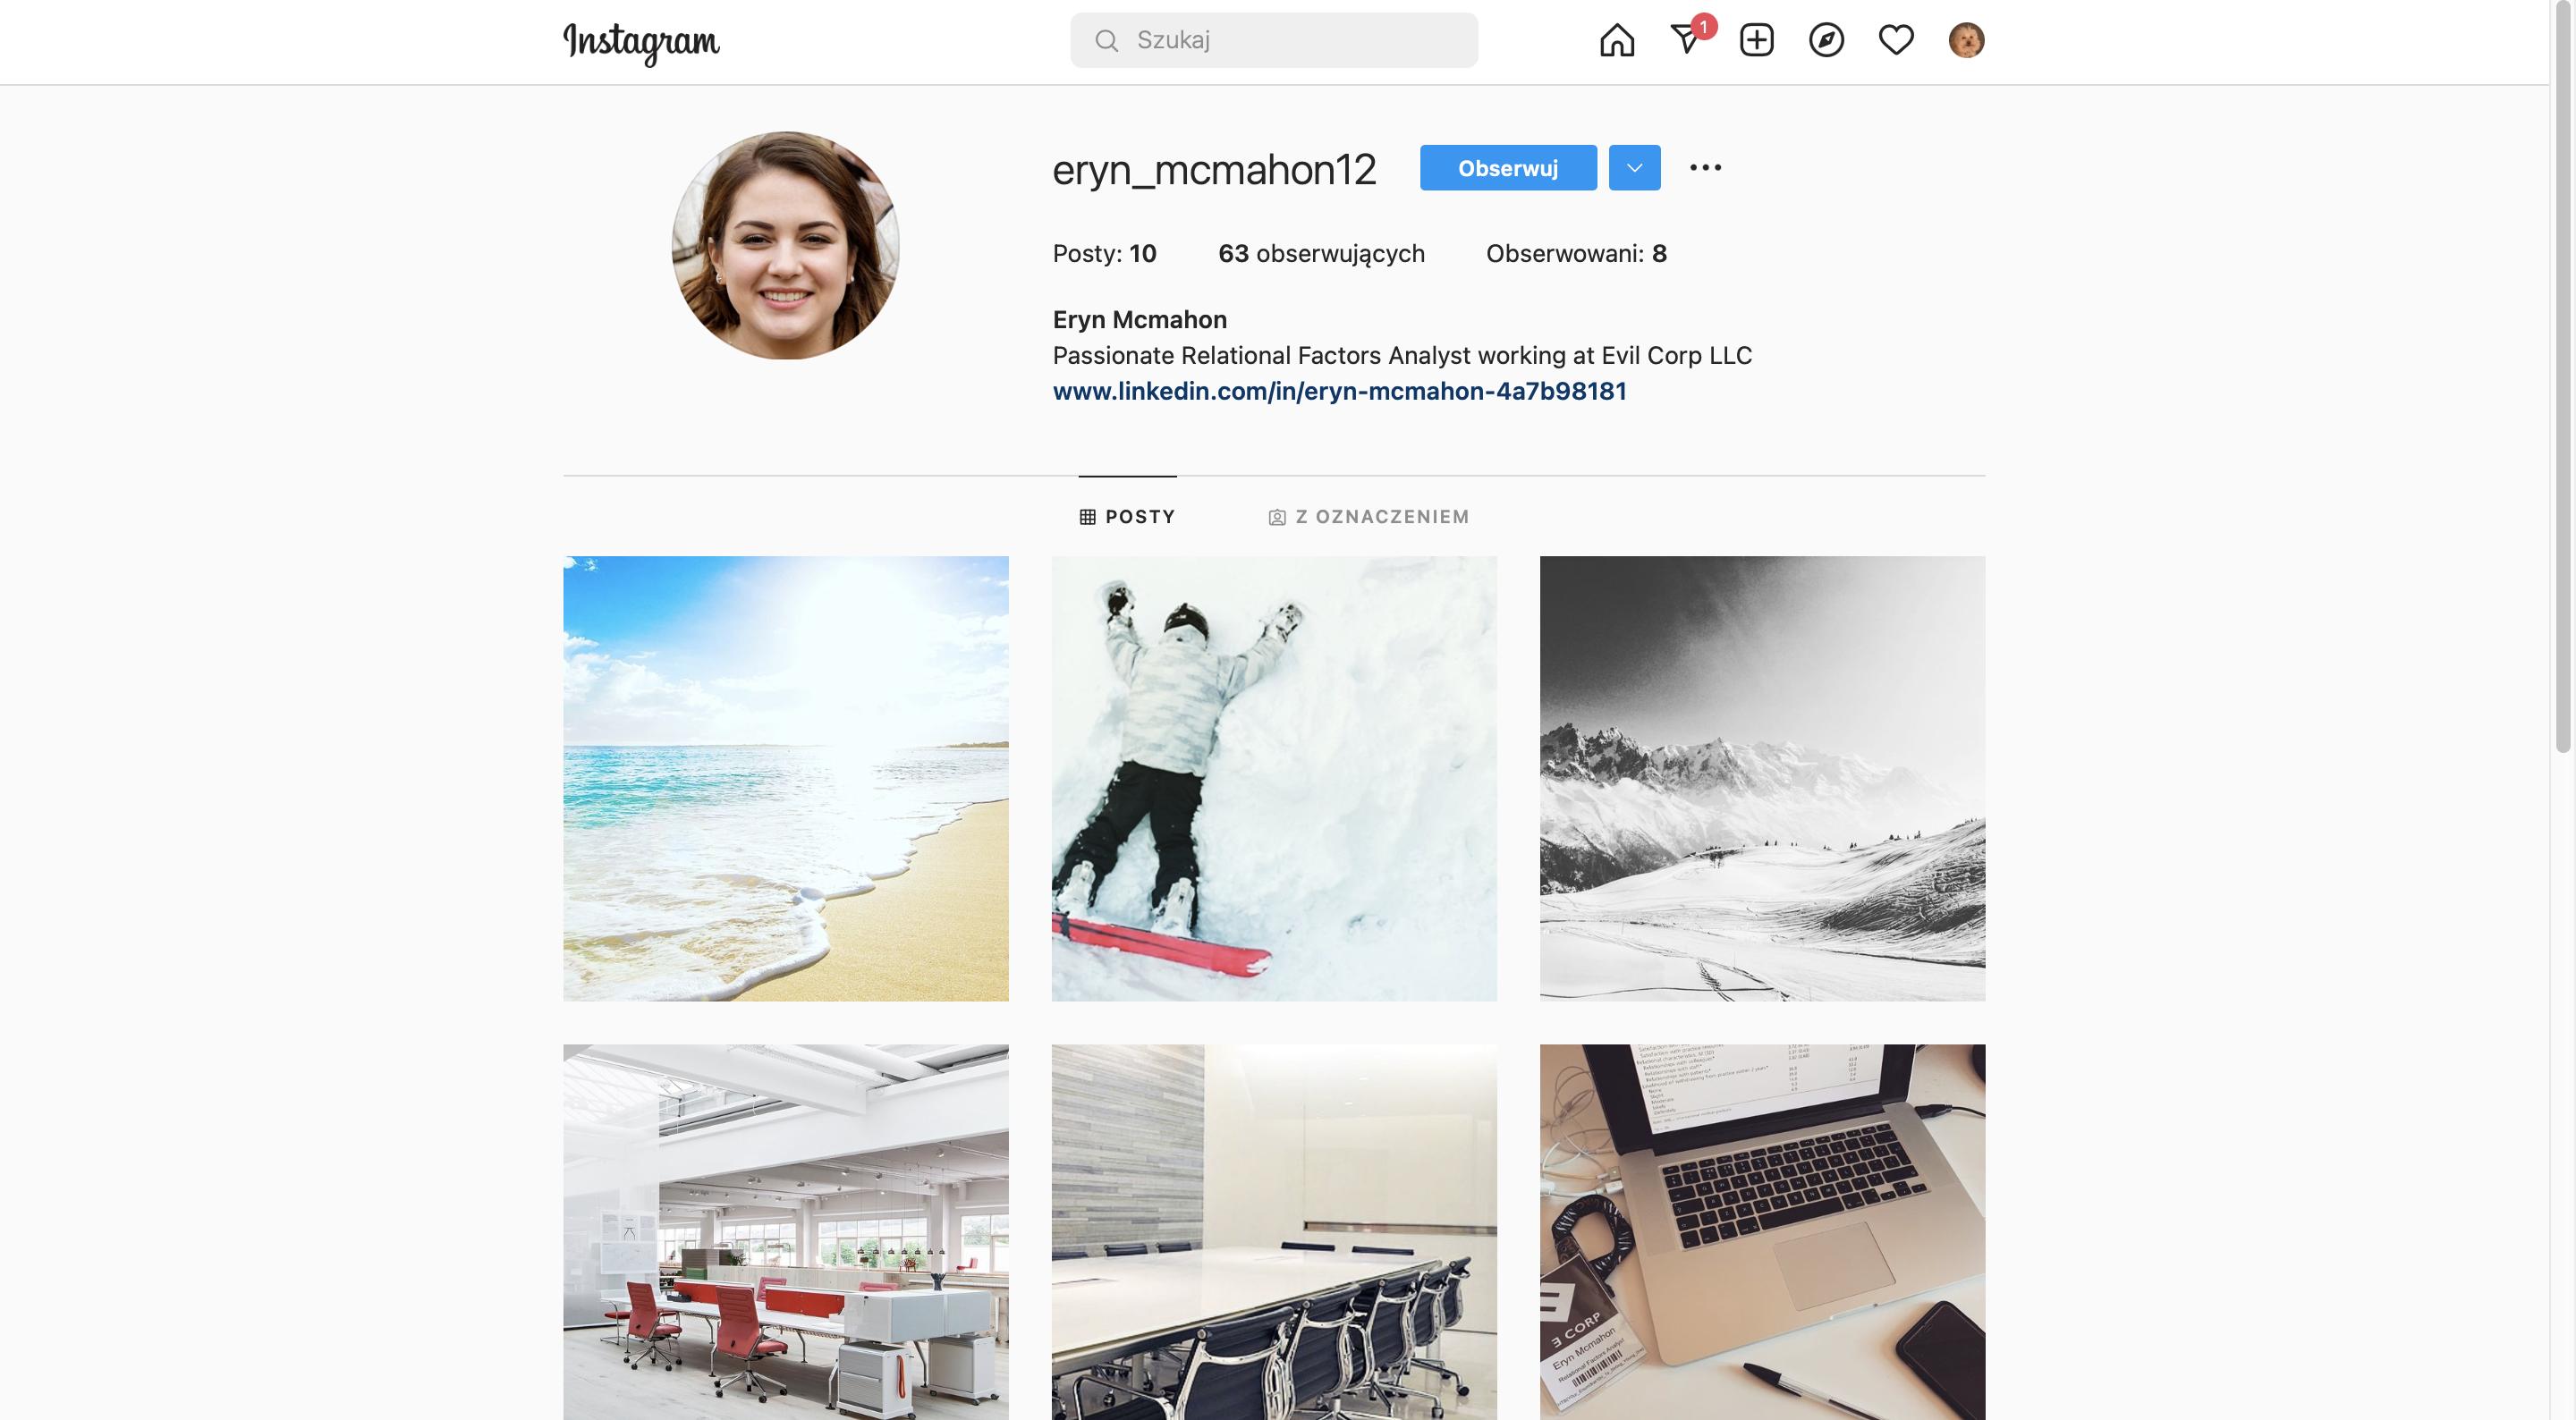 Instagram
Szukaj
1
eryn_mcmahon12
Obserwuj
Posty: 10
63 obserwujących
Obserwowani: 8
Eryn Mcmahon
Passionate Relational Factors Analyst working at Evil Corp LLC
www.linkedin.com/in/eryn-mcmahon-4a7b98181
POSTY
Z OZNACZENIEM
CORP
Eryn Mcmahon
Relational Factors Analyst